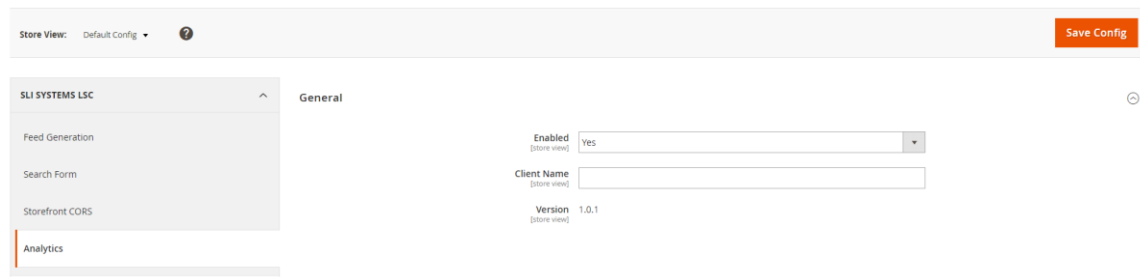 Store View: Default Config ?
Save Config
SLI SYSTEMS LSC
Feed Generation
Search Form
Storefront CORS
Analytics
General
Enabled Yes
[store view]
Client Name
[store view]
Version 1.0.1
[store view]